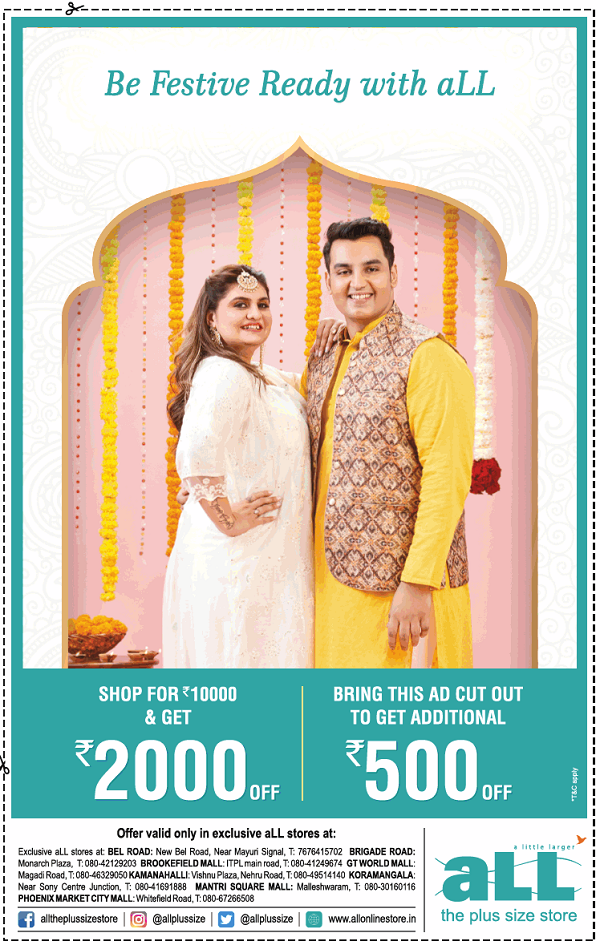 Be Festive Ready with aLL
SHOP FOR ₹10000
& GET
₹2000 OFF
BRING THIS AD CUT OUT
TO GET ADDITIONAL
₹500 OFF
*T&C apply
Offer valid only in exclusive aLL stores at:
Exclusive aLL stores at: BEL ROAD: New Bel Road, Near Mayuri Signal, T: 7676415702 BRIGADE ROAD:
Monarch Plaza, T: 080-42129203 BROOKEFIELD MALL: ITPL main road, T: 080-41249674 GT WORLD MALL:
Magadi Road, T: 080-46329050 KAMANAHALLI: Vishnu Plaza, Nehru Road, T: 080-49514140 KORAMANGALA:
Near Sony Centre Junction, T: 080-41691888 MANTRI SQUARE MALL: Malleshwaram, T: 080-30160116
PHOENIX MARKET CITY MALL: Whitefield Road, T: 080-67266508
alltheplussizestore | @allplussize | @allplussize | www.allonlinestore.in
a little larger
aLL
the plus size store